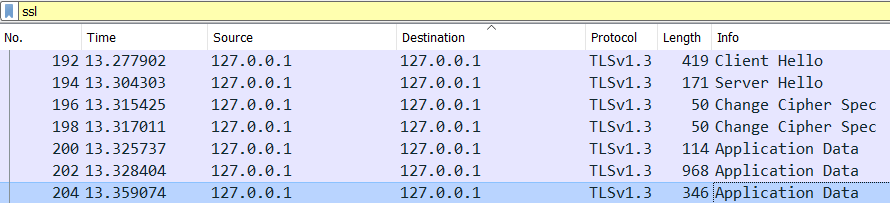 ssl
No. Time Source Destination Protocol Length Info
192 13.277902 127.0.0.1 127.0.0.1 TLSv1.3 419 Client Hello
194 13.304303 127.0.0.1 127.0.0.1 TLSv1.3 171 Server Hello
196 13.315425 127.0.0.1 127.0.0.1 TLSv1.3 50 Change Cipher Spec
198 13.317011 127.0.0.1 127.0.0.1 TLSv1.3 50 Change Cipher Spec
200 13.325737 127.0.0.1 127.0.0.1 TLSv1.3 114 Application Data
202 13.328404 127.0.0.1 127.0.0.1 TLSv1.3 968 Application Data
204 13.359074 127.0.0.1 127.0.0.1 TLSv1.3 346 Application Data